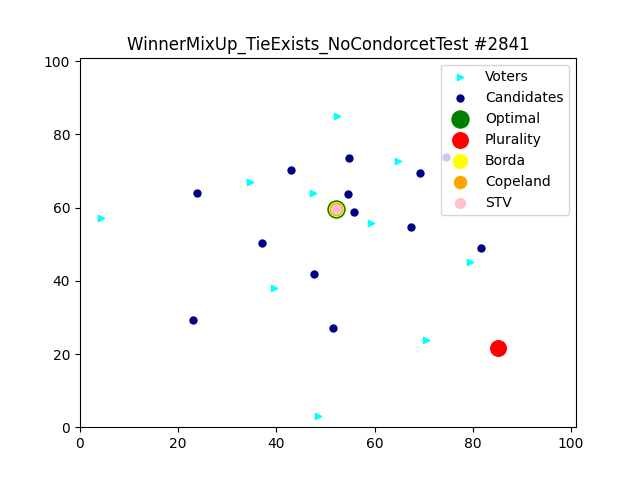 WinnerMixUp_TieExists_NoCondorcetTest #2841
Voters
Candidates
Optimal
Plurality
Borda
Copeland
STV
100
80
60
40
20
0
0 20 40 60 80 100